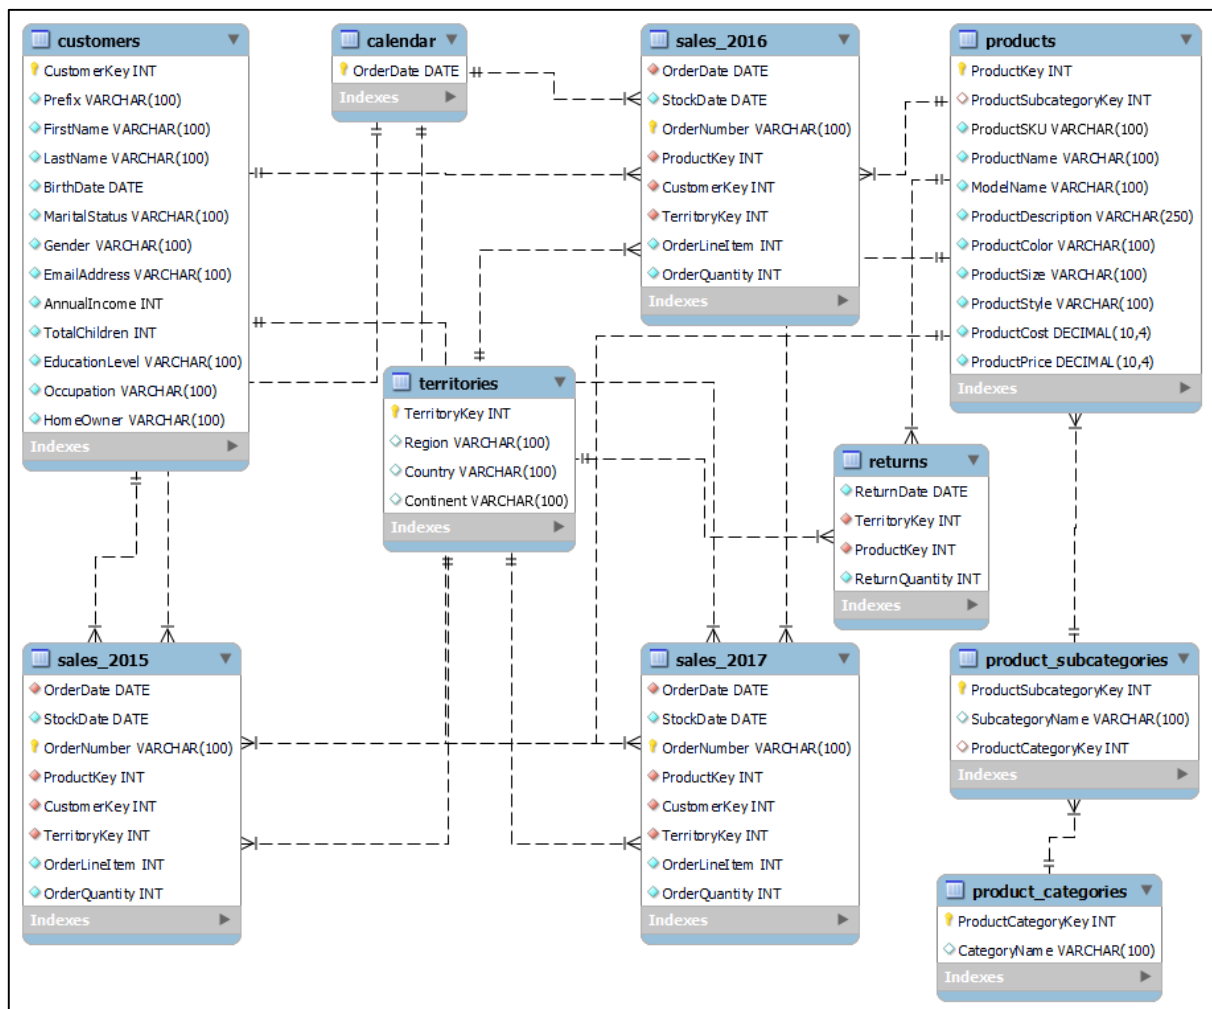 customers
CustomerKey INT
Prefix VARCHAR(100)
FirstName VARCHAR(100)
LastName VARCHAR(100)
BirthDate DATE
MaritalStatus VARCHAR(100)
Gender VARCHAR(100)
EmailAddress VARCHAR(100)
AnnualIncome INT
TotalChildren INT
EducationLevel VARCHAR(100)
Occupation VARCHAR(100)
HomeOwner VARCHAR(100)
Indexes
calendar
OrderDate DATE
Indexes
sales_2016
OrderDate DATE
StockDate DATE
OrderNumber VARCHAR(100)
ProductKey INT
CustomerKey INT
TerritoryKey INT
OrderLineItem INT
OrderQuantity INT
Indexes
products
ProductKey INT
ProductSubcategoryKey INT
ProductSKU VARCHAR(100)
ProductName VARCHAR(100)
ModelName VARCHAR(100)
ProductDescription VARCHAR(250)
ProductColor VARCHAR(100)
ProductSize VARCHAR(100)
ProductStyle VARCHAR(100)
ProductCost DECIMAL(10,4)
ProductPrice DECIMAL(10,4)
Indexes
territories
TerritoryKey INT
Region VARCHAR(100)
Country VARCHAR(100)
Continent VARCHAR(100)
Indexes
returns
ReturnDate DATE
TerritoryKey INT
ProductKey INT
ReturnQuantity INT
Indexes
sales_2015
OrderDate DATE
StockDate DATE
OrderNumber VARCHAR(100)
ProductKey INT
CustomerKey INT
TerritoryKey INT
OrderLineItem INT
OrderQuantity INT
Indexes
sales_2017
OrderDate DATE
StockDate DATE
OrderNumber VARCHAR(100)
ProductKey INT
CustomerKey INT
TerritoryKey INT
OrderLineItem INT
OrderQuantity INT
Indexes
product_subcategories
ProductSubcategoryKey INT
SubcategoryName VARCHAR(100)
ProductCategoryKey INT
Indexes
product_categories
ProductCategoryKey INT
CategoryName VARCHAR(100)
Indexes